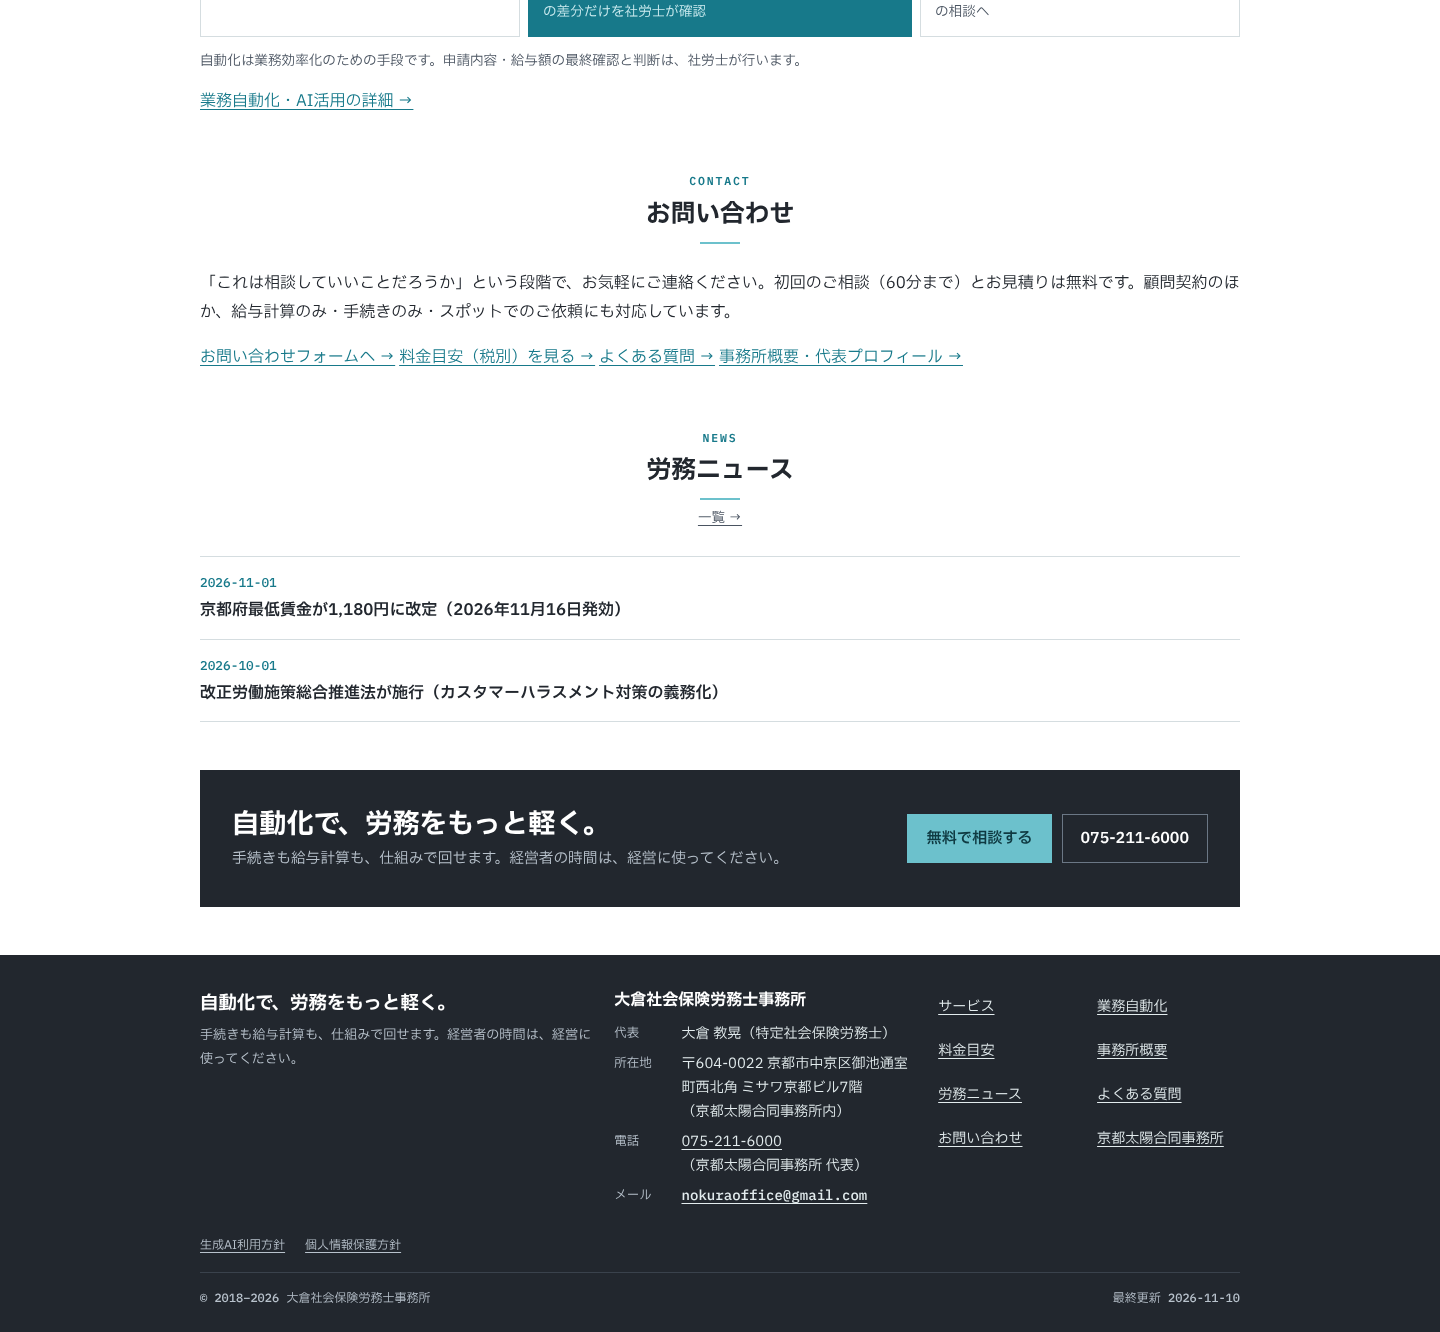 の差分だけを社労士が確認
の相談へ
自動化は業務効率化のための手段です。申請内容・給与額の最終確認と判断は、社労士が行います。
業務自動化・AI活用の詳細 →
CONTACT
お問い合わせ
「これは相談していいことだろうか」という段階で、お気軽にご連絡ください。初回のご相談（60分まで）とお見積りは無料です。顧問契約のほ
か、給与計算のみ・手続きのみ・スポットでのご依頼にも対応しています。
お問い合わせフォームへ → 料金目安（税別）を見る → よくある質問 → 事務所概要・代表プロフィール →
NEWS
労務ニュース
一覧 →
2026-11-01
京都府最低賃金が1,180円に改定（2026年11月16日発効）
2026-10-01
改正労働施策総合推進法が施行（カスタマーハラスメント対策の義務化）
自動化で、労務をもっと軽く。
手続きも給与計算も、仕組みで回せます。経営者の時間は、経営に使ってください。
無料で相談する
075-211-6000
自動化で、労務をもっと軽く。
手続きも給与計算も、仕組みで回せます。経営者の時間は、経営に
使ってください。
大倉社会保険労務士事務所
代表 大倉 教晃（特定社会保険労務士）
所在地 〒604-0022 京都市中京区御池通室
町西北角 ミサワ京都ビル7階
（京都太陽合同事務所内）
電話 075-211-6000
（京都太陽合同事務所 代表）
メール nokuraoffice@gmail.com
サービス
業務自動化
料金目安
事務所概要
労務ニュース
よくある質問
お問い合わせ
京都太陽合同事務所
生成AI利用方針 個人情報保護方針
© 2018–2026 大倉社会保険労務士事務所
最終更新 2026-11-10